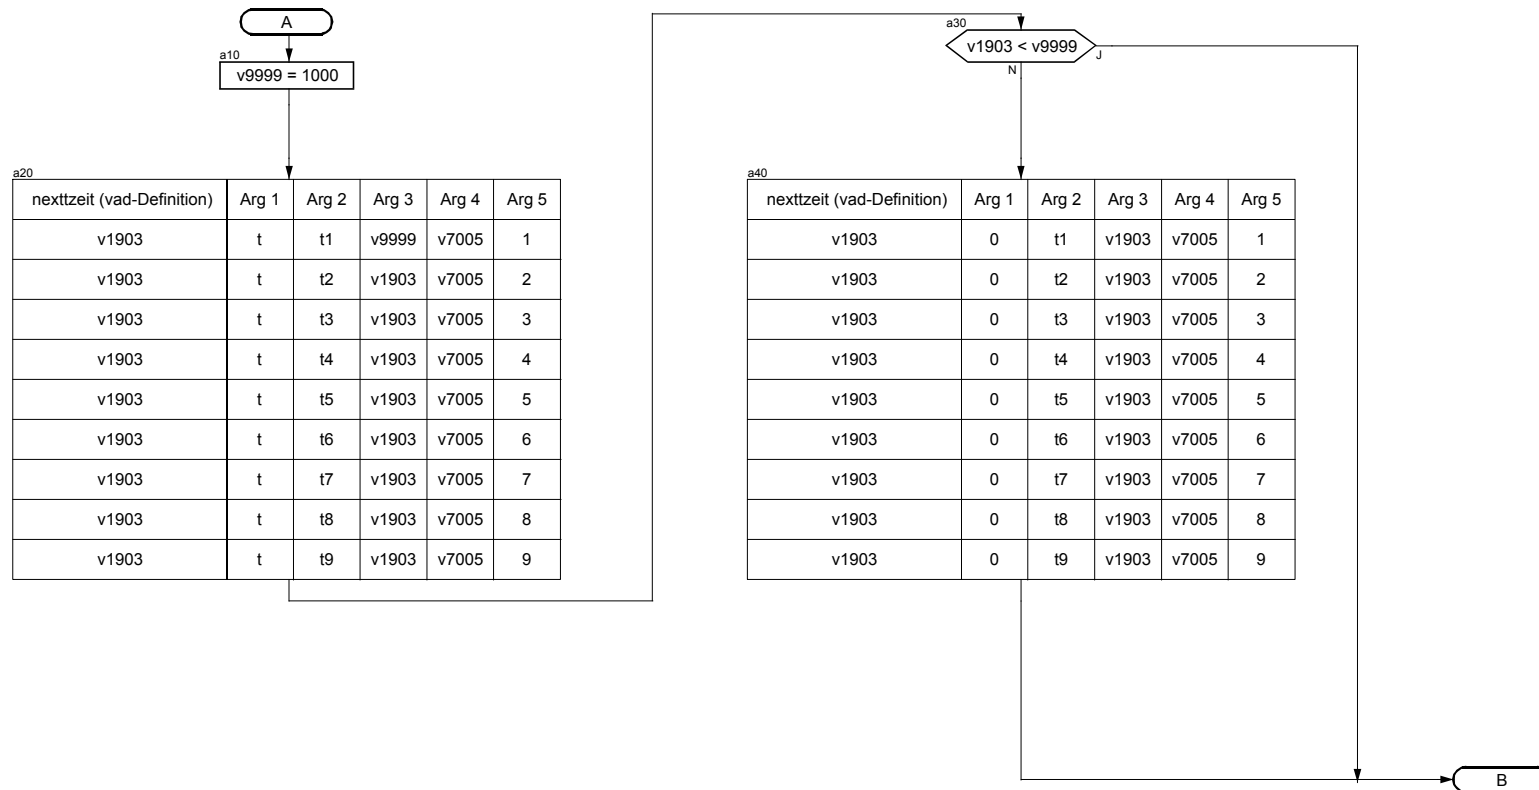 A
a10
v9999 = 1000
a20
nexttzeit (vad-Definition) Arg 1 Arg 2 Arg 3 Arg 4 Arg 5
v1903 t t1 v9999 v7005 1
v1903 t t2 v1903 v7005 2
v1903 t t3 v1903 v7005 3
v1903 t t4 v1903 v7005 4
v1903 t t5 v1903 v7005 5
v1903 t t6 v1903 v7005 6
v1903 t t7 v1903 v7005 7
v1903 t t8 v1903 v7005 8
v1903 t t9 v1903 v7005 9
a30
v1903 < v9999
J
N
a40
nexttzeit (vad-Definition) Arg 1 Arg 2 Arg 3 Arg 4 Arg 5
v1903 0 t1 v1903 v7005 1
v1903 0 t2 v1903 v7005 2
v1903 0 t3 v1903 v7005 3
v1903 0 t4 v1903 v7005 4
v1903 0 t5 v1903 v7005 5
v1903 0 t6 v1903 v7005 6
v1903 0 t7 v1903 v7005 7
v1903 0 t8 v1903 v7005 8
v1903 0 t9 v1903 v7005 9
B